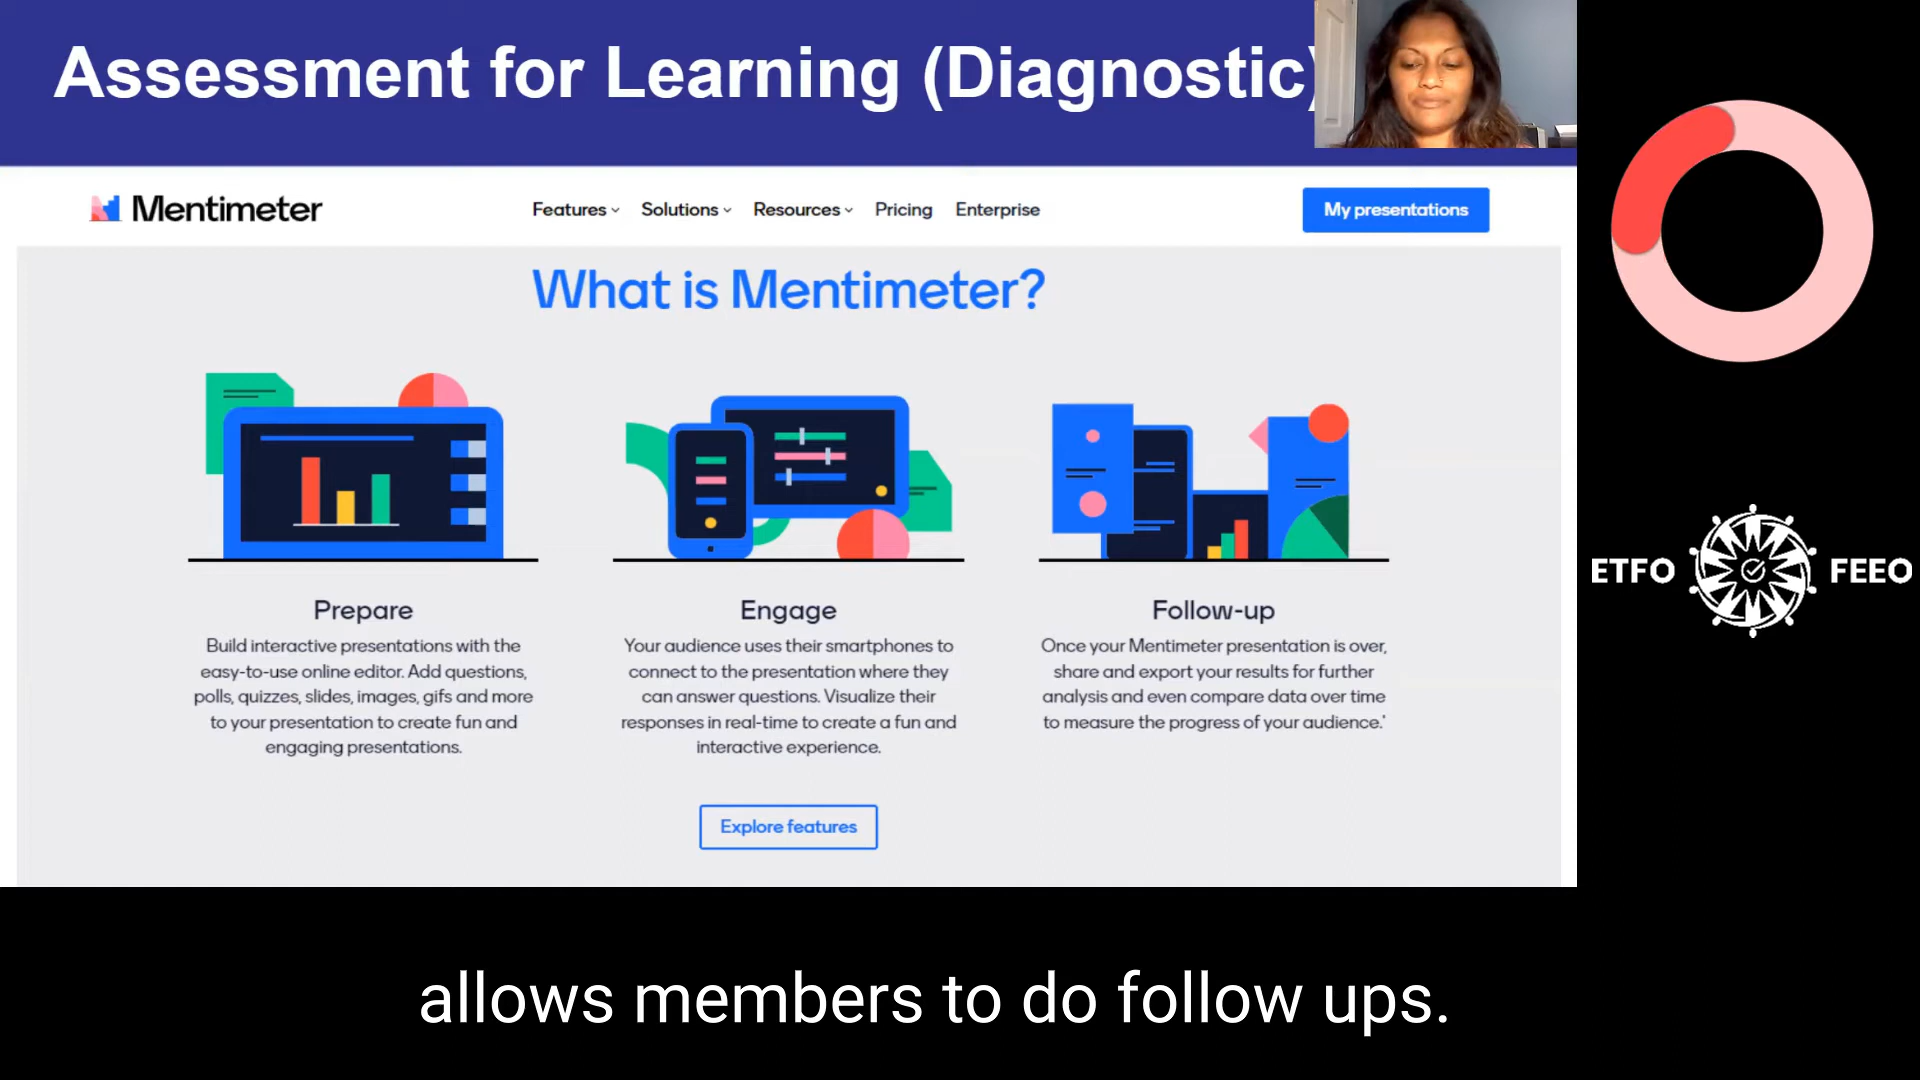 Assessment for Learning (Diagnostic)
Mentimeter
Features Solutions Resources Pricing Enterprise
My presentations
What is Mentimeter?
Prepare
Build interactive presentations with the
easy-to-use online editor. Add questions,
polls, quizzes, slides, images, gifs and more
to your presentation to create fun and
engaging presentations.
Engage
Your audience uses their smartphones to
connect to the presentation where they
can answer questions. Visualize their
responses in real-time to create a fun and
interactive experience.
Follow-up
Once your Mentimeter presentation is over,
share and export your results for further
analysis and even compare data over time
to measure the progress of your audience.*
Explore features
ETFO FEEO
allows members to do follow ups.